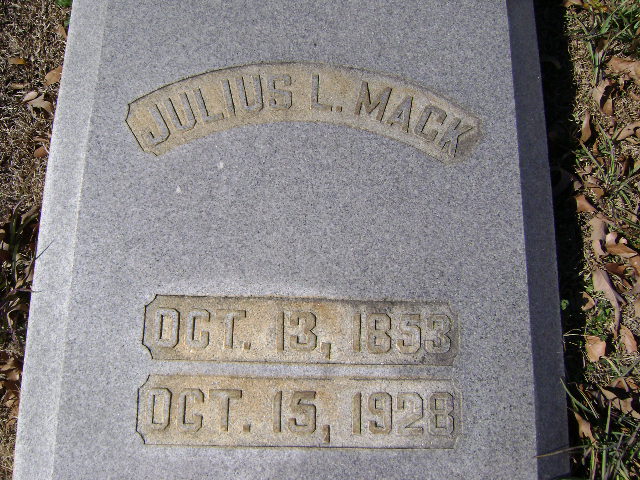 JULIUS L. MACK
OCT. 13, 1853
OCT. 15, 1928